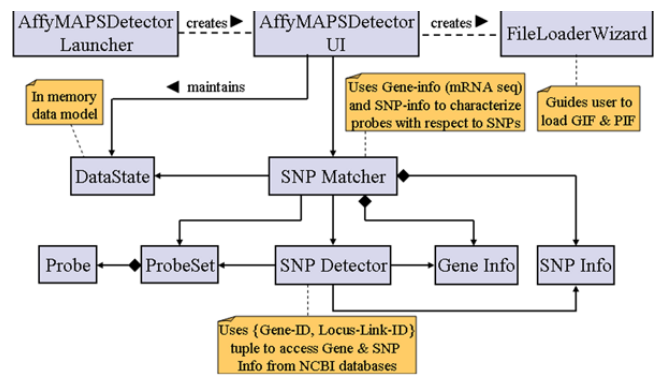 AffyMAPSDetector
Launcher
creates
AffyMAPSDetector
UI
creates
FileLoaderWizard
maintains
In memory
data model
Uses Gene-info (mRNA seq)
and SNP-info to characterize
probes with respect to SNPs
Guides user to
load GIF & PIF
DataState
SNP Matcher
Probe
ProbeSet
SNP Detector
Gene Info
SNP Info
Uses {Gene-ID, Locus-Link-ID}
tuple to access Gene & SNP
Info from NCBI databases